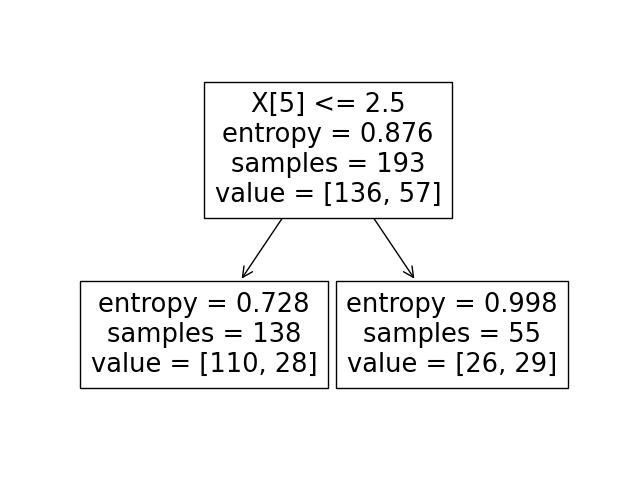 X[5] <= 2.5
entropy = 0.876
samples = 193
value = [136, 57]
entropy = 0.728
samples = 138
value = [110, 28]
entropy = 0.998
samples = 55
value = [26, 29]